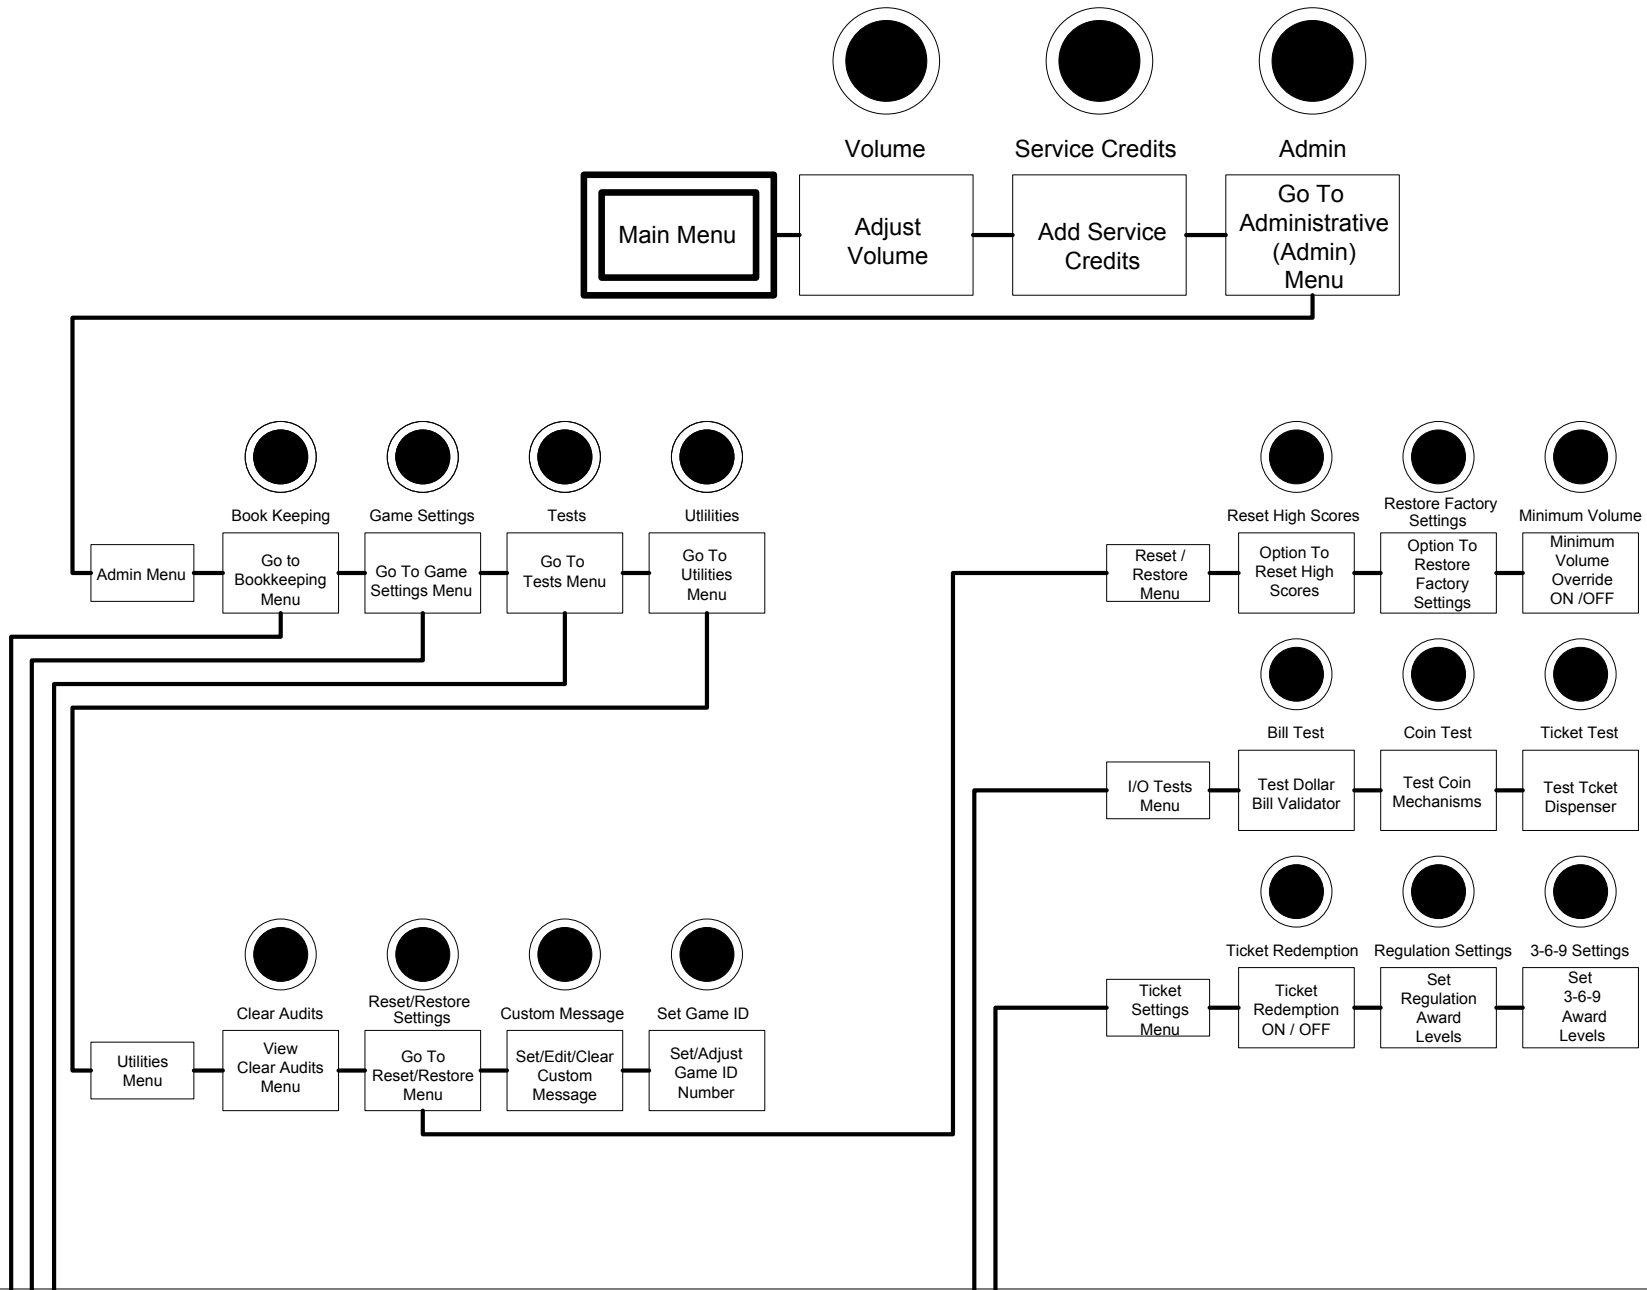 Volume
Service Credits
Admin
Main Menu
Adjust
Volume
Add Service
Credits
Go To
Administrative
(Admin)
Menu
Book Keeping
Game Settings
Tests
Utlilities
Admin Menu
Go to
Bookkeeping
Menu
Go To Game
Settings Menu
Go To
Tests Menu
Go To
Utilities
Menu
Reset High Scores
Restore Factory
Settings
Minimum Volume
Reset /
Restore
Menu
Option To
Reset High
Scores
Option To
Restore
Factory
Settings
Minimum
Volume
Override
ON /OFF
Bill Test
Coin Test
Ticket Test
I/O Tests
Menu
Test Dollar
Bill Validator
Test Coin
Mechanisms
Test Tcket
Dispenser
Ticket Redemption
Regulation Settings
3-6-9 Settings
Ticket
Settings
Menu
Ticket
Redemption
ON / OFF
Set
Regulation
Award
Levels
Set
3-6-9
Award
Levels
Clear Audits
Reset/Restore
Settings
Custom Message
Set Game ID
Utilities
Menu
View
Clear Audits
Menu
Go To
Reset/Restore
Menu
Set/Edit/Clear
Custom
Message
Set/Adjust
Game ID
Number